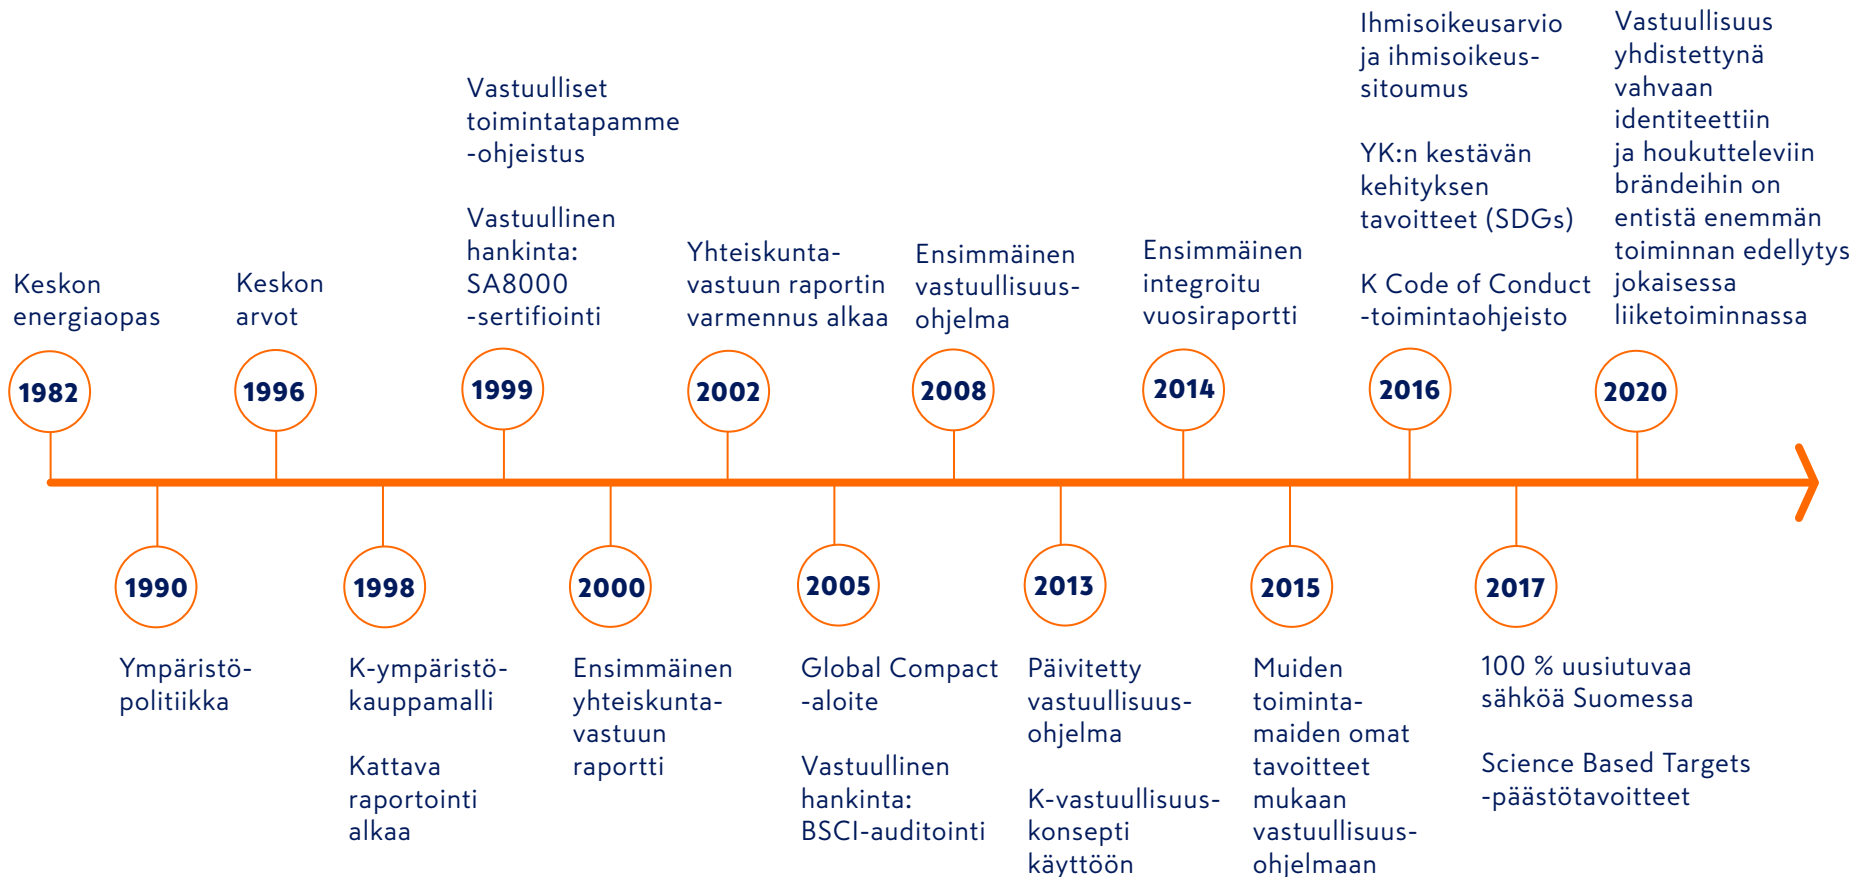 Keskon
energiaopas
1982
Ympäristö-
politiikka
1990
Keskon
arvot
1996
K-ympäristö-
kauppamalli
Kattava
raportointi
alkaa
1998
Vastuulliset
toimintatapamme
-ohjeistus
Vastuullinen
hankinta:
SA8000
-sertifiointi
1999
2000
Ensimmäinen
yhteiskunta-
vastuun
raportti
Yhteiskunta-
vastuun raportin
varmennus alkaa
2002
2005
Global Compact
-aloite
Vastuullinen
hankinta:
BSCI-auditointi
Ensimmäinen
vastuullisuus-
ohjelma
2008
2013
Päivitetty
vastuullisuus-
ohjelma
K-vastuullisuus-
konsepti
käyttöön
Ensimmäinen
integroitu
vuosiraportti
2014
2015
Muiden
toiminta-
maiden omat
tavoitteet
mukaan
vastuullisuus-
ohjelmaan
Ihmisoikeusarvio
ja ihmisoikeus-
sitoumus
YK:n kestävän
kehityksen
tavoitteet (SDGs)
K Code of Conduct
-toimintaohjeisto
2016
2017
100 % uusiutuvaa
sähköä Suomessa
Science Based Targets
-päästötavoitteet
Vastuullisuus
yhdistettynä
vahvaan
identiteettiin
ja houkutteleviin
brändeihin on
entistä enemmän
toiminnan edellytys
jokaisessa
liiketoiminnassa
2020